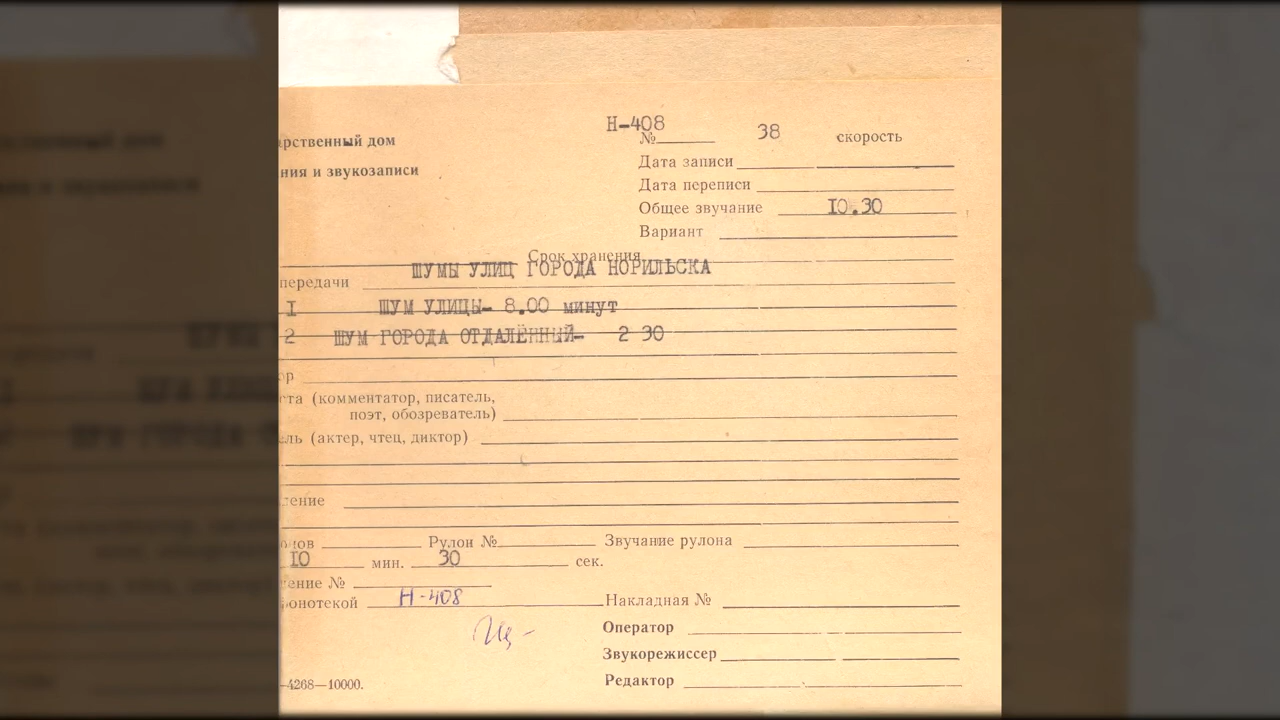 Н-408
рственный дом № 38 скорость
ния и звукозаписи Дата записи
Дата переписи
Общее звучание 10.30
Вариант
Срок хранения
ШУМЫ УЛИЦ ГОРОДА НОРИЛЬСКА
передачи
I ШУМ УЛИЦЫ- 8.00 минут
2 ШУМ ГОРОДА ОТДАЛЁННЫЙ- 2 30
ор
ста (комментатор, писатель,
поэт, обозреватель)
ль (актер, чтец, диктор)
ение
Рулон № Звучание рулона
10 мин. 30 сек.
ение №
онотекой Н-408 Накладная №
Оператор
Звукорежиссер
Редактор
-4268—10000.